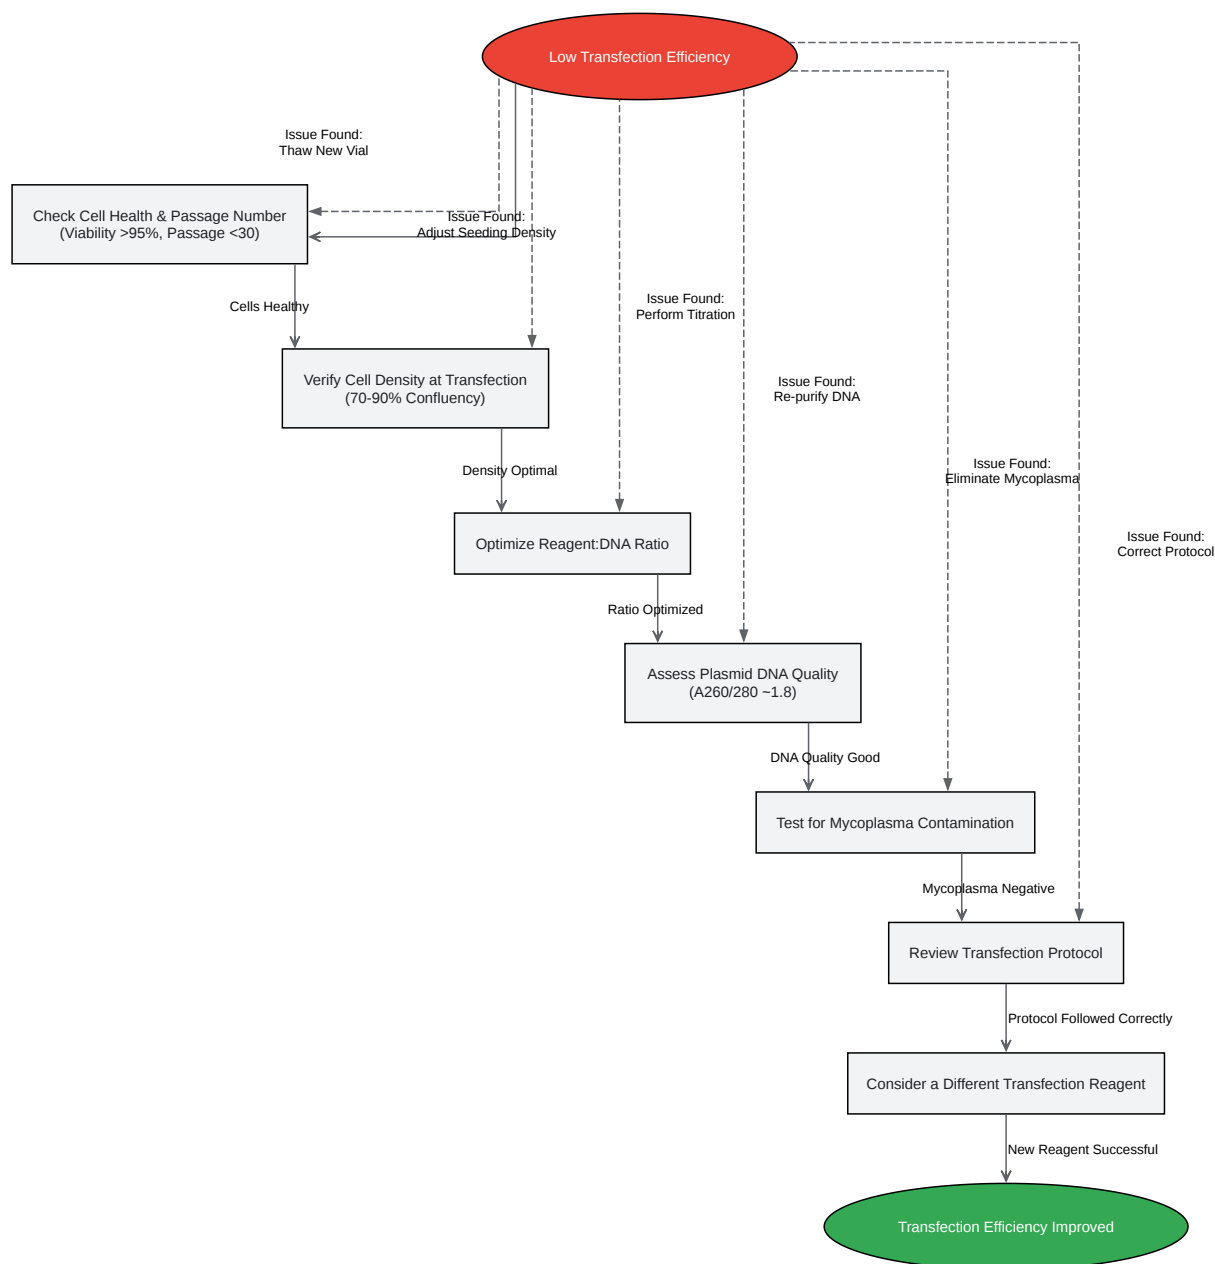 Low Transfection Efficiency
Issue Found:
Thaw New Vial
Check Cell Health & Passage Number
(Viability >95%, Passage <30)
Issue Found:
Adjust Seeding Density
Cells Healthy
Issue Found:
Perform Titration
Verify Cell Density at Transfection
(70-90% Confluency)
Issue Found:
Re-purify DNA
Density Optimal
Issue Found:
Eliminate Mycoplasma
Optimize Reagent:DNA Ratio
Issue Found:
Correct Protocol
Ratio Optimized
Assess Plasmid DNA Quality
(A260/280 ~1.8)
DNA Quality Good
Test for Mycoplasma Contamination
Mycoplasma Negative
Review Transfection Protocol
Protocol Followed Correctly
Consider a Different Transfection Reagent
New Reagent Successful
Transfection Efficiency Improved